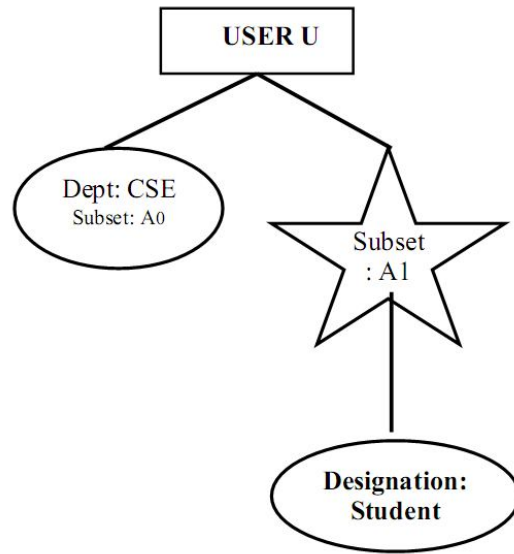 USER U
Dept: CSE
Subset: A0
Subset
: A1
Designation:
Student